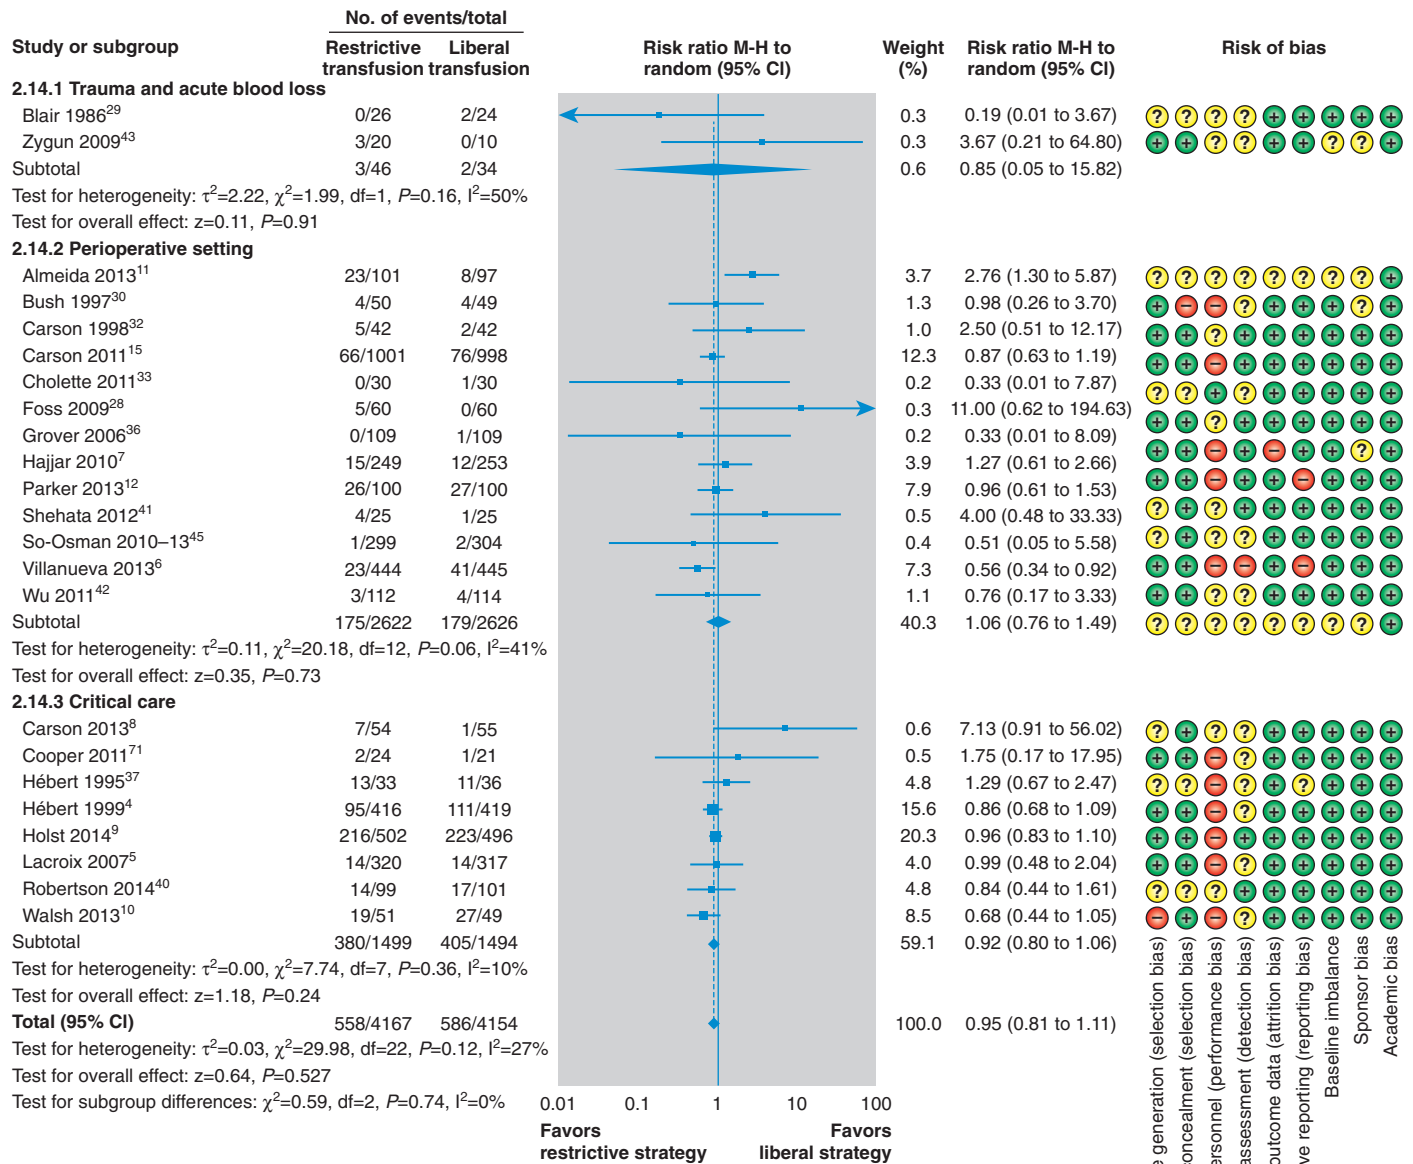 No. of events/total
Study or subgroup Restrictive transfusion Liberal transfusion Risk ratio M-H to random (95% CI) Weight (%) Risk ratio M-H to random (95% CI) Risk of bias
2.14.1 Trauma and acute blood loss
Blair 1986²⁹ 0/26 2/24 0.3 0.19 (0.01 to 3.67) ? ? ? ? + + + + +
Zygun 2009⁴³ 3/20 0/10 0.3 3.67 (0.21 to 64.80) + + ? ? + + ? ? +
Subtotal 3/46 2/34 0.6 0.85 (0.05 to 15.82)
Test for heterogeneity: τ²=2.22, χ²=1.99, df=1, P=0.16, I²=50%
Test for overall effect: z=0.11, P=0.91
2.14.2 Perioperative setting
Almeida 2013¹¹ 23/101 8/97 3.7 2.76 (1.30 to 5.87) ? ? ? ? ? ? ? ? +
Bush 1997³⁰ 4/50 4/49 1.3 0.98 (0.26 to 3.70) + − − ? + + + ? +
Carson 1998³² 5/42 2/42 1.0 2.50 (0.51 to 12.17) + + ? + + + + + +
Carson 2011¹⁵ 66/1001 76/998 12.3 0.87 (0.63 to 1.19) + + − + + + + + +
Cholette 2011³³ 0/30 1/30 0.2 0.33 (0.01 to 7.87) ? ? + ? + + + + +
Foss 2009²⁸ 5/60 0/60 0.3 11.00 (0.62 to 194.63) + + ? + + + + + +
Grover 2006³⁶ 0/109 1/109 0.2 0.33 (0.01 to 8.09) + + − + − + + ? +
Hajjar 2010⁷ 15/249 12/253 3.9 1.27 (0.61 to 2.66) + + − + + − + + +
Parker 2013¹² 26/100 27/100 7.9 0.96 (0.61 to 1.53) ? + ? + + + + + +
Shehata 2012⁴¹ 4/25 1/25 0.5 4.00 (0.48 to 33.33) ? + ? ? + + + + +
So-Osman 2010–13⁴⁵ 1/299 2/304 0.4 0.51 (0.05 to 5.58) + + − − + − + + +
Villanueva 2013⁶ 23/444 41/445 7.3 0.56 (0.34 to 0.92) + + ? ? + + + + +
Wu 2011⁴² 3/112 4/114 1.1 0.76 (0.17 to 3.33) ? ? ? ? ? ? ? ? +
Subtotal 175/2622 179/2626 40.3 1.06 (0.76 to 1.49)
Test for heterogeneity: τ²=0.11, χ²=20.18, df=12, P=0.06, I²=41%
Test for overall effect: z=0.35, P=0.73
2.14.3 Critical care
Carson 2013⁸ 7/54 1/55 0.6 7.13 (0.91 to 56.02) ? + ? ? + + + + +
Cooper 2011⁷¹ 2/24 1/21 0.5 1.75 (0.17 to 17.95) + + − ? + + + + +
Hébert 1995³⁷ 13/33 11/36 4.8 1.29 (0.67 to 2.47) ? ? − ? + ? + + +
Hébert 1999⁴ 95/416 111/419 15.6 0.86 (0.68 to 1.09) + + − ? + + + + +
Holst 2014⁹ 216/502 223/496 20.3 0.96 (0.83 to 1.10) + + − + + + + + +
Lacroix 2007⁵ 14/320 14/317 4.0 0.99 (0.48 to 2.04) + + − ? + + + + +
Robertson 2014⁴⁰ 14/99 17/101 4.8 0.84 (0.44 to 1.61) ? ? ? + + + + + +
Walsh 2013¹⁰ 19/51 27/49 8.5 0.68 (0.44 to 1.05) − + − ? + + + + +
Subtotal 380/1499 405/1494 59.1 0.92 (0.80 to 1.06)
Test for heterogeneity: τ²=0.00, χ²=7.74, df=7, P=0.36, I²=10%
Test for overall effect: z=1.18, P=0.24
Total (95% CI) 558/4167 586/4154 100.0 0.95 (0.81 to 1.11)
Test for heterogeneity: τ²=0.03, χ²=29.98, df=22, P=0.12, I²=27%
Test for overall effect: z=0.64, P=0.527
Test for subgroup differences: χ²=0.59, df=2, P=0.74, I²=0%
0.01 0.1 1 10 100
Favors restrictive strategy Favors liberal strategy
generation (selection bias)
concealment (selection bias)
personnel (performance bias)
assessment (detection bias)
outcome data (attrition bias)
reporting (reporting bias)
Baseline imbalance
Sponsor bias
Academic bias